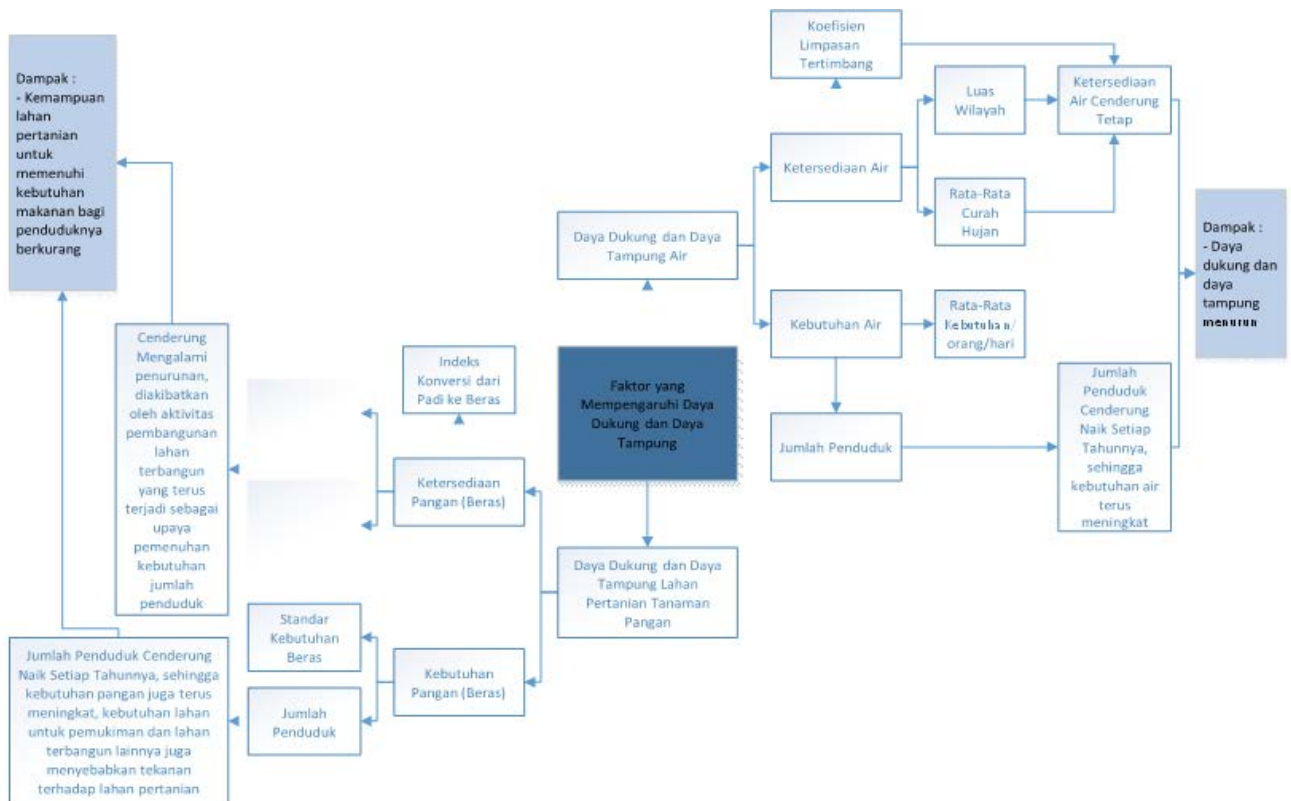 Dampak :
- Kemampuan
lahan
pertanian
untuk
memenuhi
kebutuhan
makanan bagi
penduduknya
berkurang
Koefisien
Limpasan
Tertimbang
Luas
Wilayah
Ketersediaan
Air Cenderung
Tetap
Ketersediaan Air
Rata-Rata
Curah
Hujan
Daya Dukung dan Daya
Tampung Air
Dampak :
- Daya
dukung dan
daya
tampung
menurun
Kebutuhan Air
Rata-Rata
Kebutuhan/
orang/hari
Cenderung
Mengalami
penurunan,
diakibatkan
oleh aktivitas
pembangunan
lahan
terbangun
yang terus
terjadi sebagai
upaya
pemenuhan
kebutuhan
jumlah
penduduk
Indeks
Konversi dari
Padi ke Beras
Faktor yang
Mempengaruhi Daya
Dukung dan Daya
Tampung
Jumlah Penduduk
Jumlah
Penduduk
Cenderung
Naik Setiap
Tahunnya,
sehingga
kebutuhan air
terus
meningkat
Ketersediaan
Pangan (Beras)
Daya Dukung dan Daya
Tampung Lahan
Pertanian Tanaman
Pangan
Standar
Kebutuhan
Beras
Kebutuhan
Pangan (Beras)
Jumlah
Penduduk
Jumlah Penduduk Cenderung
Naik Setiap Tahunnya, sehingga
kebutuhan pangan juga terus
meningkat, kebutuhan lahan
untuk pemukiman dan lahan
terbangun lainnya juga
menyebabkan tekanan
terhadap lahan pertanian